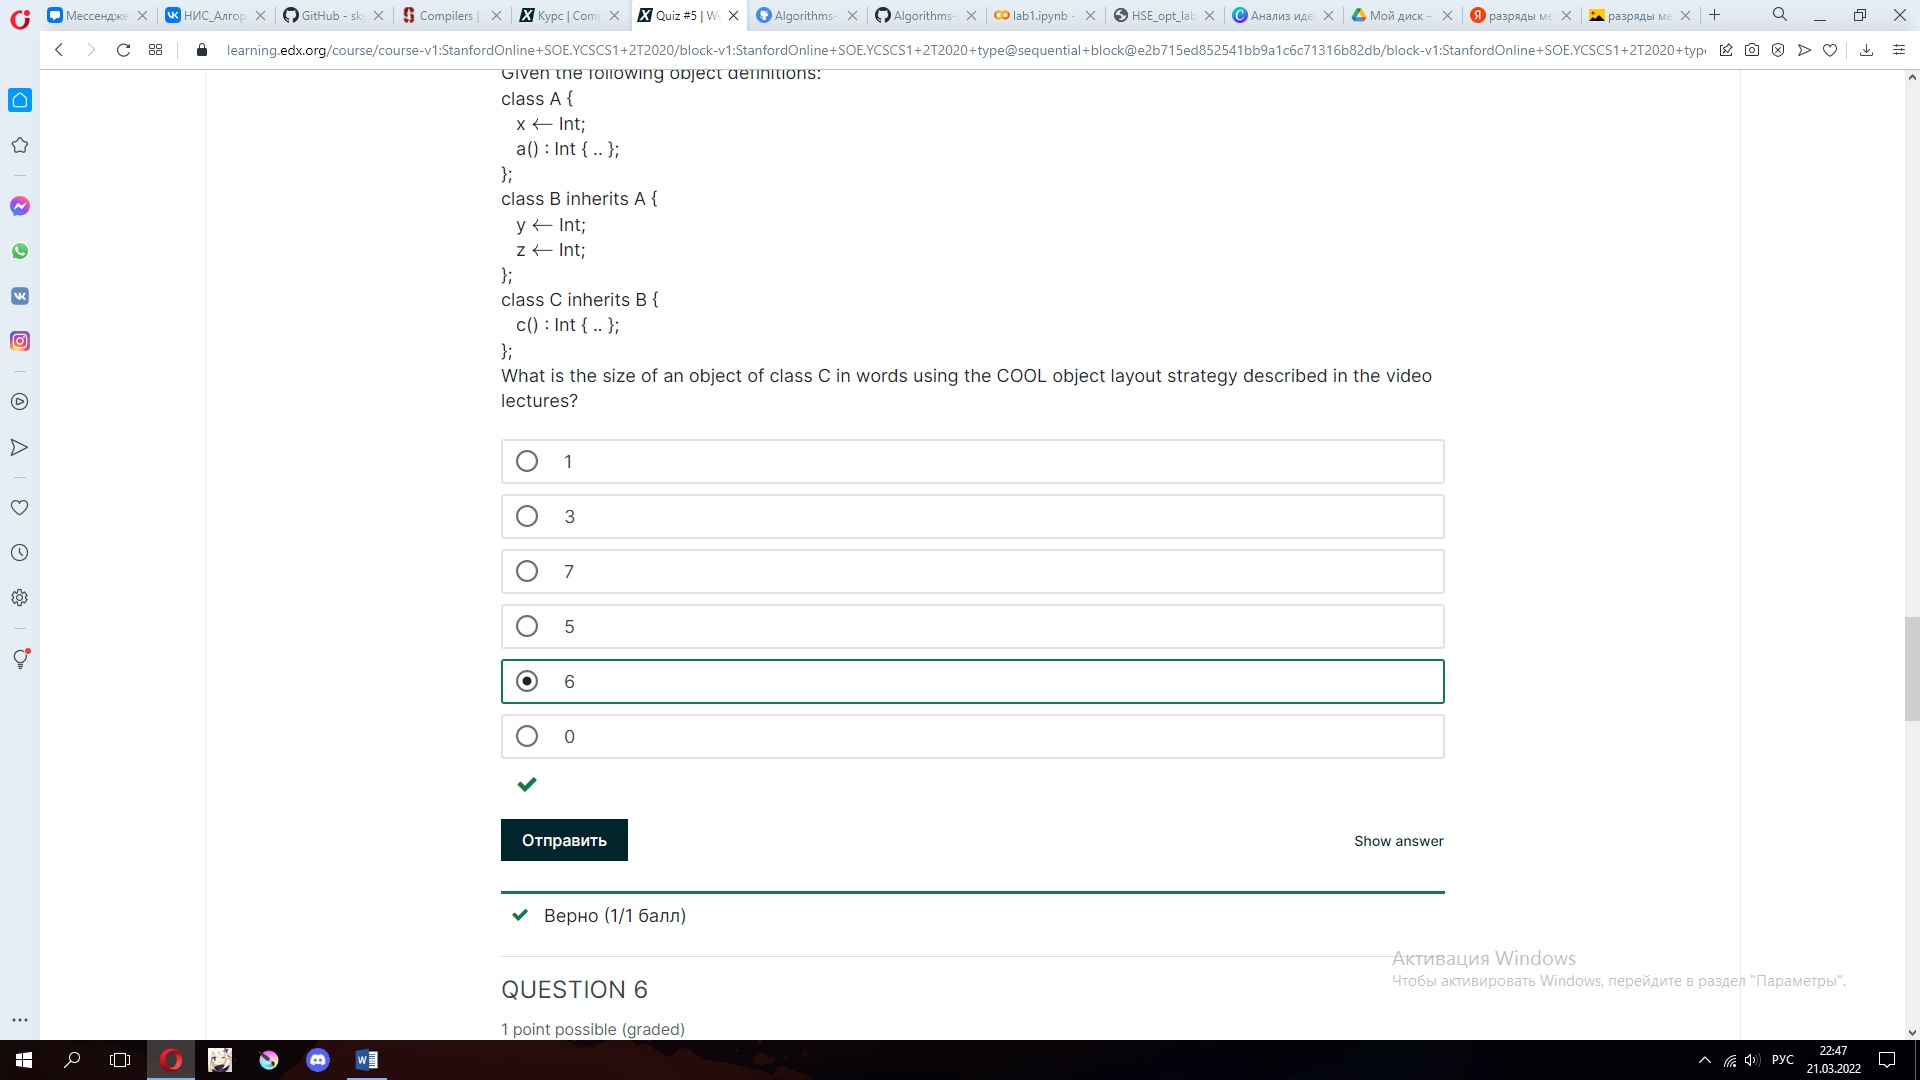 Мессендже
НИС_Алгор
GitHub - sky
Compilers |
Курс | Comp
Quiz #5 | We
Algorithms-
Algorithms-
lab1.ipynb -
HSE_opt_lab
Анализ иде
Мой диск –
разряды ме
разряды ме
learning.edx.org/course/course-v1:StanfordOnline+SOE.YCSCS1+2T2020/block-v1:StanfordOnline+SOE.YCSCS1+2T2020+type@sequential+block@e2b715ed852541bb9a1c6c71316b82db/block-v1:StanfordOnline+SOE.YCSCS1+2T2020+typ
Given the following object definitions:
class A {
x ⟵ Int;
a() : Int { .. };
};
class B inherits A {
y ⟵ Int;
z ⟵ Int;
};
class C inherits B {
c() : Int { .. };
};
What is the size of an object of class C in words using the COOL object layout strategy described in the video
lectures?
1
3
7
5
6
0
Отправить
Show answer
Верно (1/1 балл)
Активация Windows
Чтобы активировать Windows, перейдите в раздел "Параметры".
QUESTION 6
1 point possible (graded)
РУС
22:47
21.03.2022